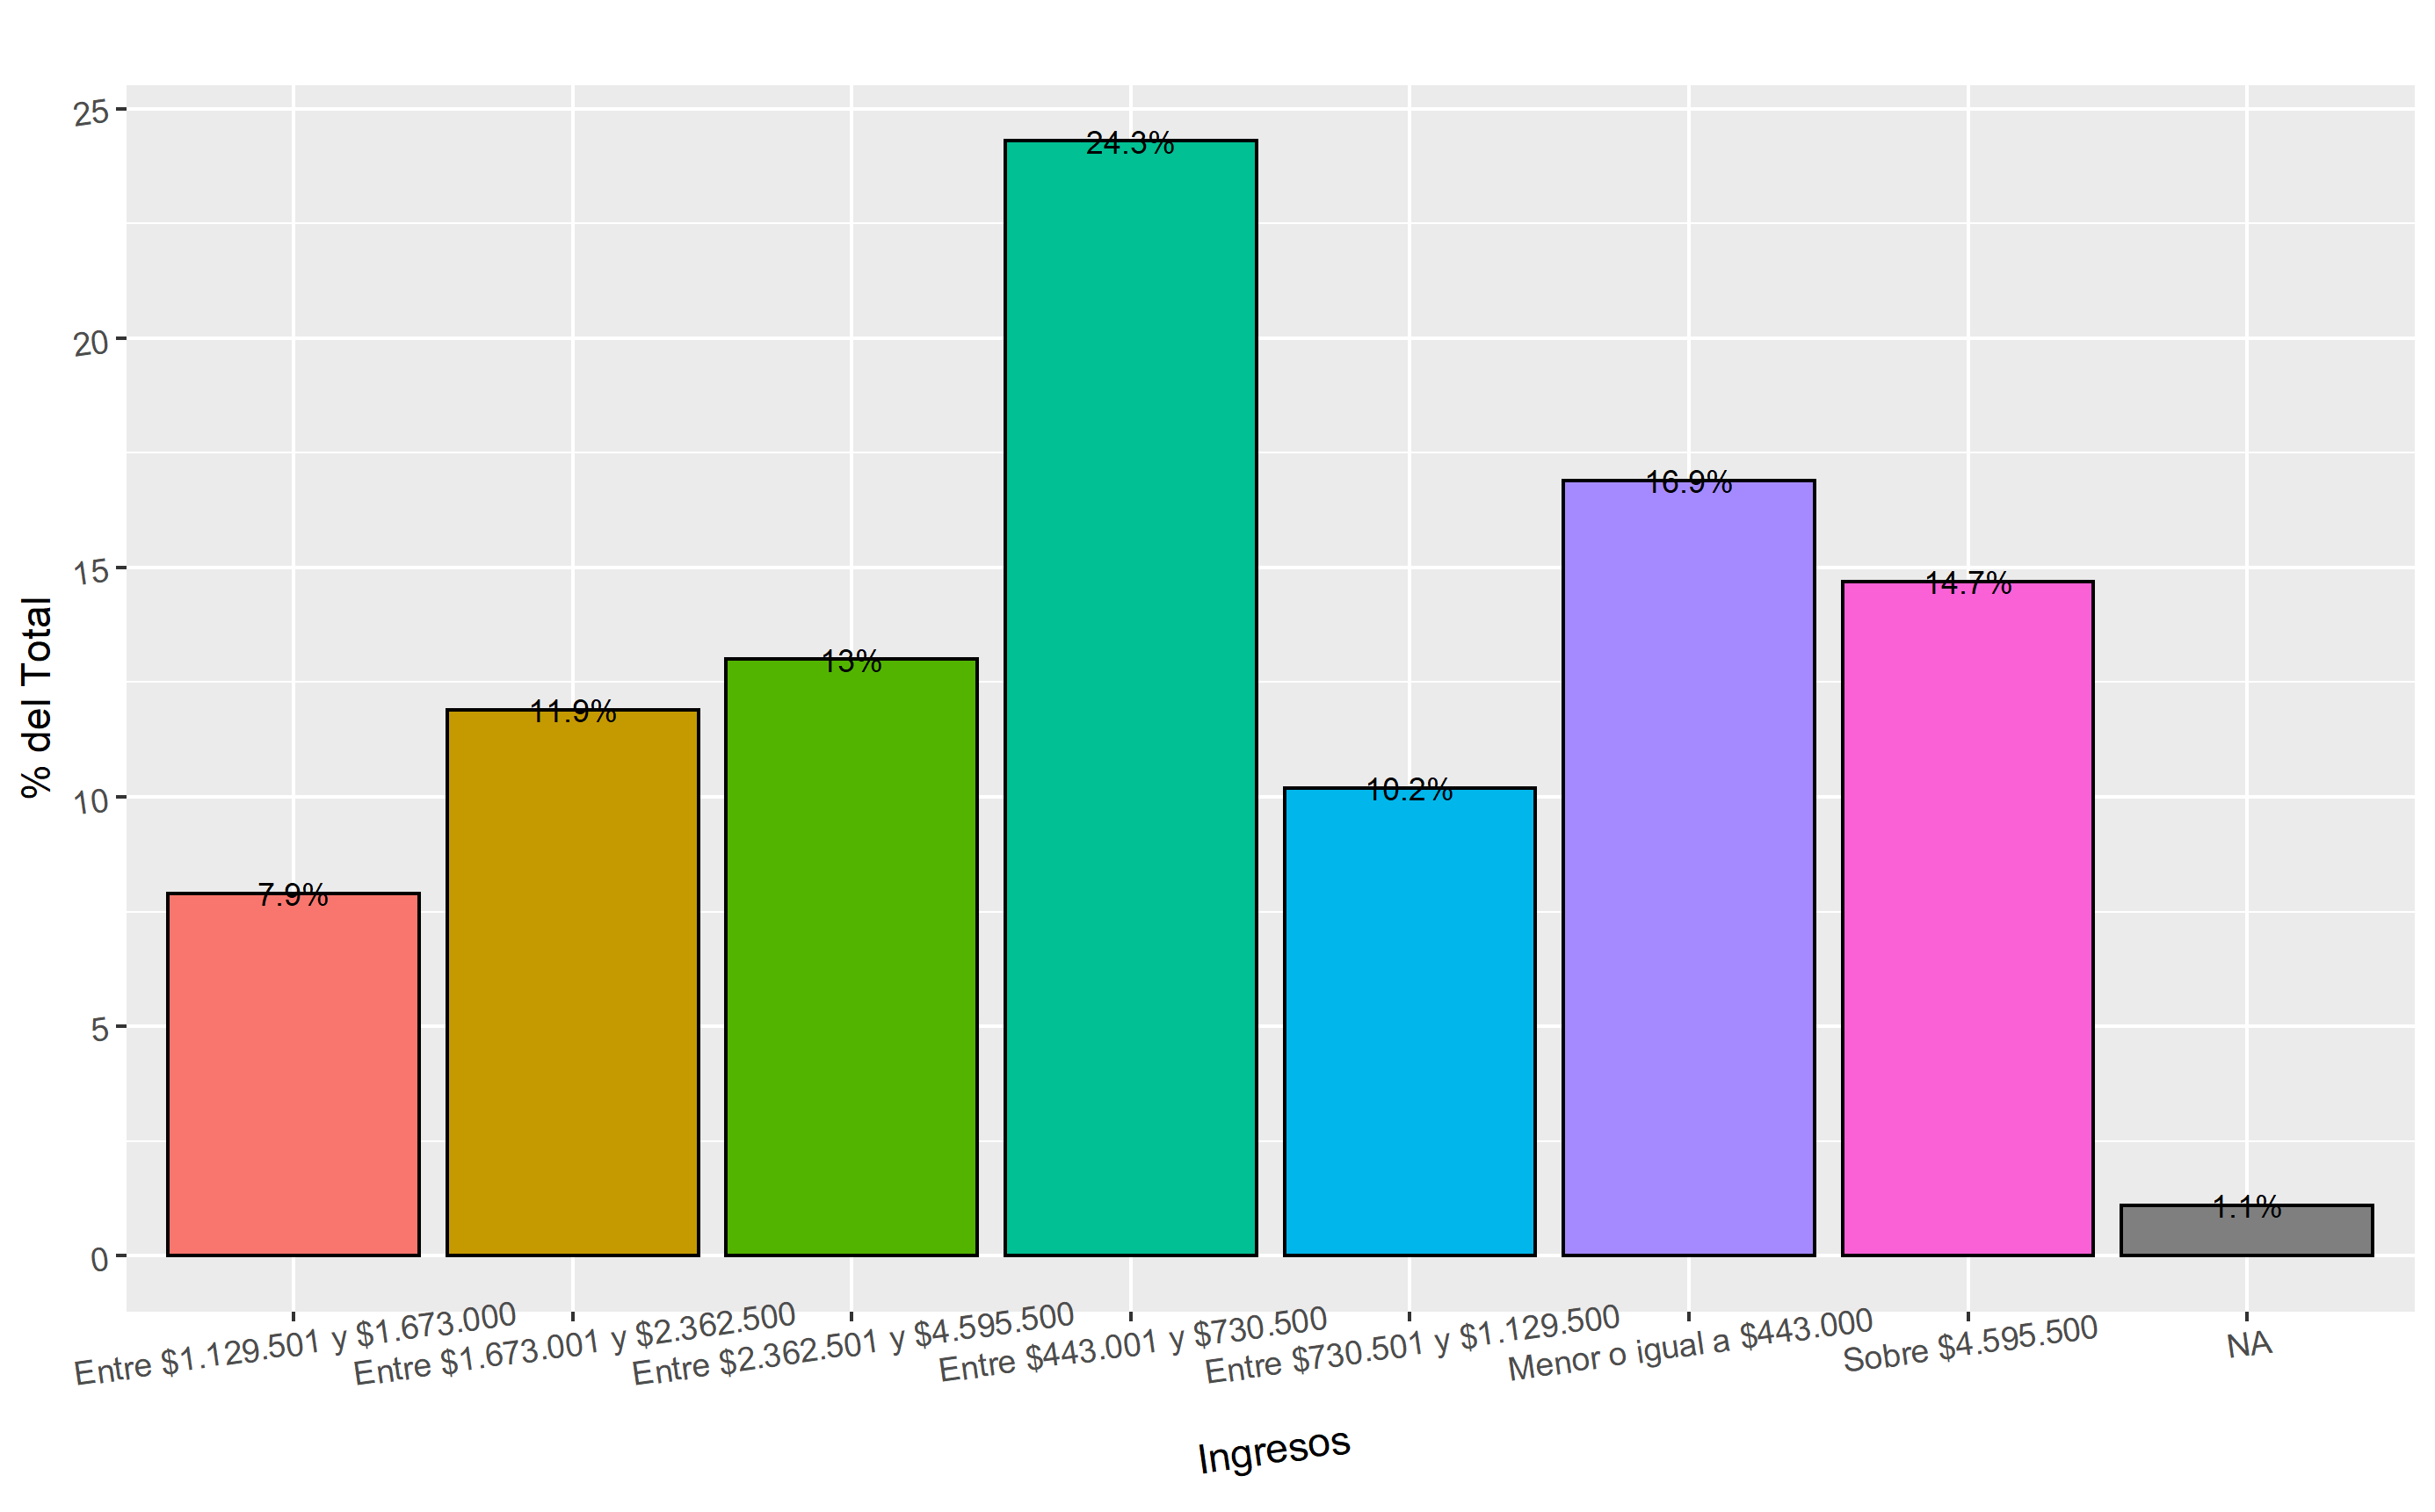 % del Total
25
20
15
10
5
0
24.3%
16.9%
14.7%
13%
11.9%
10.2%
7.9%
1.1%
Entre $1.129.501 y $1.673.000
Entre $1.673.001 y $2.362.500
Entre $2.362.501 y $4.595.500
Entre $443.001 y $730.500
Entre $730.501 y $1.129.500
Menor o igual a $443.000
Sobre $4.595.500
NA
Ingresos